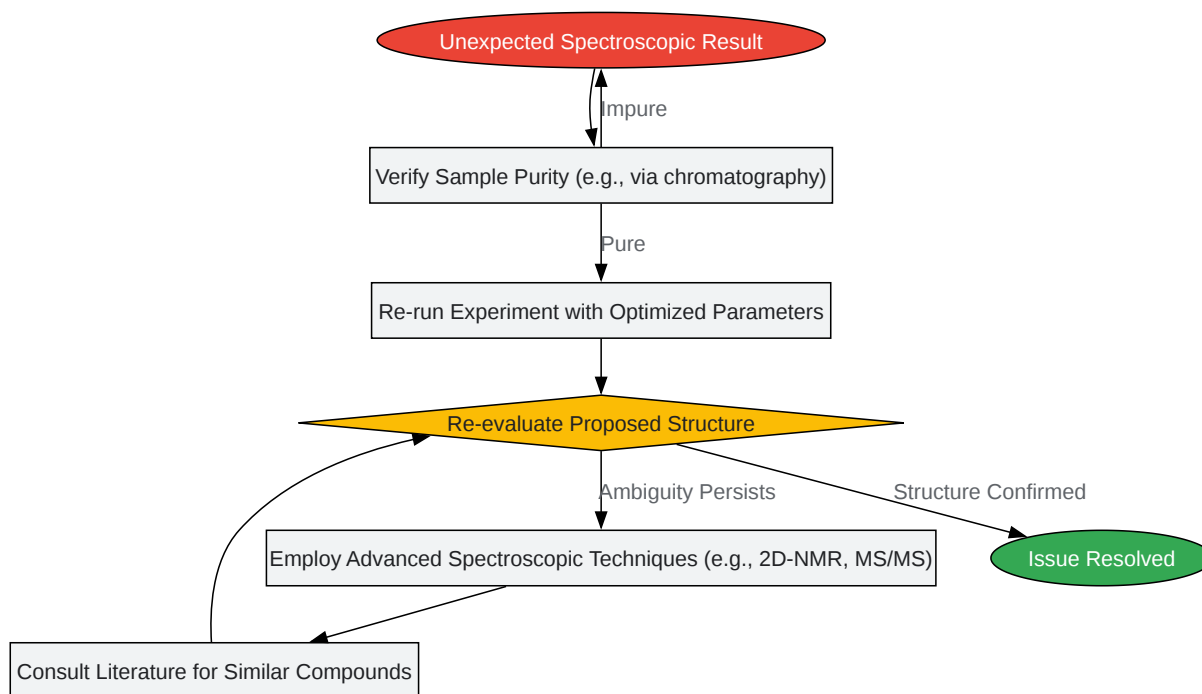 Unexpected Spectroscopic Result
Impure
Verify Sample Purity (e.g., via chromatography)
Pure
Re-run Experiment with Optimized Parameters
Re-evaluate Proposed Structure
Ambiguity Persists
Structure Confirmed
Employ Advanced Spectroscopic Techniques (e.g., 2D-NMR, MS/MS)
Issue Resolved
Consult Literature for Similar Compounds